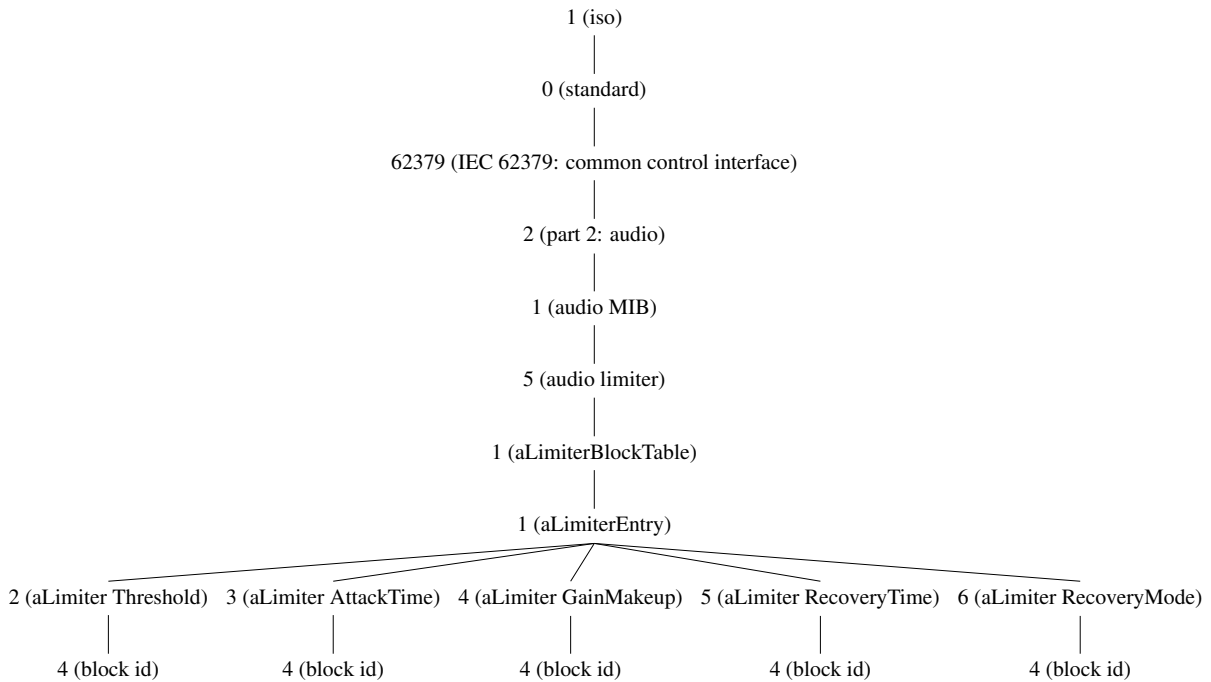 1 (iso)
0 (standard)
62379 (IEC 62379: common control interface)
2 (part 2: audio)
1 (audio MIB)
5 (audio limiter)
1 (aLimiterBlockTable)
1 (aLimiterEntry)
2 (aLimiter Threshold) 3 (aLimiter AttackTime) 4 (aLimiter GainMakeup) 5 (aLimiter RecoveryTime) 6 (aLimiter RecoveryMode)
4 (block id) 4 (block id) 4 (block id) 4 (block id) 4 (block id)